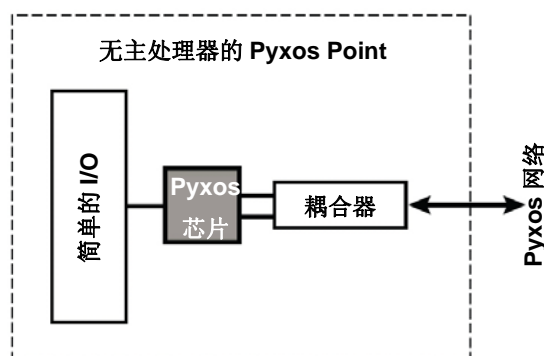 无主处理器的 Pyxos Point
简单的 I/O
Pyxos
芯片
耦合器
Pyxos 网络